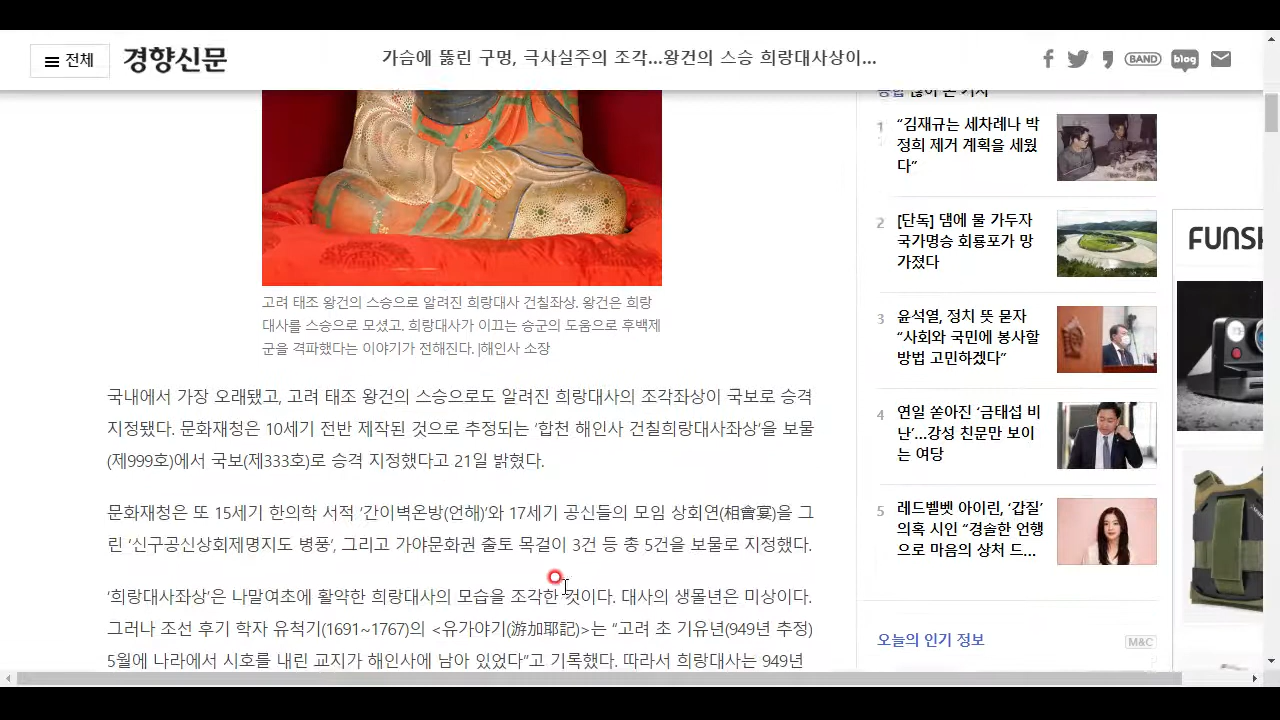 전체
경향신문
가슴에 뚫린 구멍, 극사실주의 조각...왕건의 스승 희랑대사상이...
BAND
blog
고려 태조 왕건의 스승으로 알려진 희랑대사 건칠좌상. 왕건은 희랑
대사를 스승으로 모셨고. 희랑대사가 이끄는 승군의 도움으로 후백제
군을 격파했다는 이야기가 전해진다. |해인사 소장
국내에서 가장 오래됐고, 고려 태조 왕건의 스승으로도 알려진 희랑대사의 조각좌상이 국보로 승격
지정됐다. 문화재청은 10세기 전반 제작된 것으로 추정되는 ‘합천 해인사 건칠희랑대사좌상’을 보물
(제999호)에서 국보(제333호)로 승격 지정했다고 21일 밝혔다.
문화재청은 또 15세기 한의학 서적 ‘간이벽온방(언해)’와 17세기 공신들의 모임 상회연(相會宴)을 그
린 ‘신구공신상회제명지도 병풍’, 그리고 가야문화권 출토 목걸이 3건 등 총 5건을 보물로 지정했다.
‘희랑대사좌상’은 나말여초에 활약한 희랑대사의 모습을 조각한 것이다. 대사의 생몰년은 미상이다.
그러나 조선 후기 학자 유척기(1691~1767)의 <유가야기(游加耶記)>는 “고려 초 기유년(949년 추정)
5월에 나라에서 시호를 내린 교지가 해인사에 남아 있었다”고 기록했다. 따라서 희랑대사는 949년
종합 많이 본 기사
1
“김재규는 세차례나 박
정희 제거 계획을 세웠
다”
2
[단독] 댐에 물 가두자
국가명승 회룡포가 망
가졌다
3
윤석열, 정치 뜻 묻자
“사회와 국민에 봉사할
방법 고민하겠다”
4
연일 쏟아진 ‘금태섭 비
난’...강성 친문만 보이
는 여당
5
레드벨벳 아이린, ‘갑질’
의혹 시인 “경솔한 언행
으로 마음의 상처 드...
오늘의 인기 정보
M&C